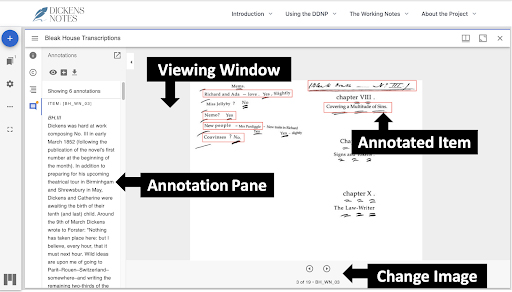 DICKENS
NOTES
Introduction
Using the DDNP
The Working Notes
About the Project
Bleak House Transcriptions
Annotations
Showing 6 annotations
ITEM: [BH_WN_03]
BH.III
Dickens was hard at work
composing No. III in early
March 1852 (following the
publication of the novel's first
number at the beginning of
the month). In addition to
preparing for his upcoming
theatrical tour in Birmingham
and Shrewsbury in May,
Dickens and Catherine were
awaiting the birth of their
tenth (and last) child. Around
the 9th of March Dickens
wrote to Forster: "Nothing
has taken place here: but I
believe, every hour, that it
must next hour. Wild ideas
are upon me of going to
Paris–Rouen–Switzerland–
somewhere–and writing the
remaining two-thirds of the
Viewing Window
Mems:
Richard and Ada – love. Yes, slightly
Miss Jellyby? Yes
Name? Yes
New people
Yes
Coavinses? No.
chapter VIII.
Covering a Multitude of Sins.
Annotated Item
Signs
chapter X.
The Law-Writer
Annotation Pane
3 of 19 - BH_WN_03
Change Image